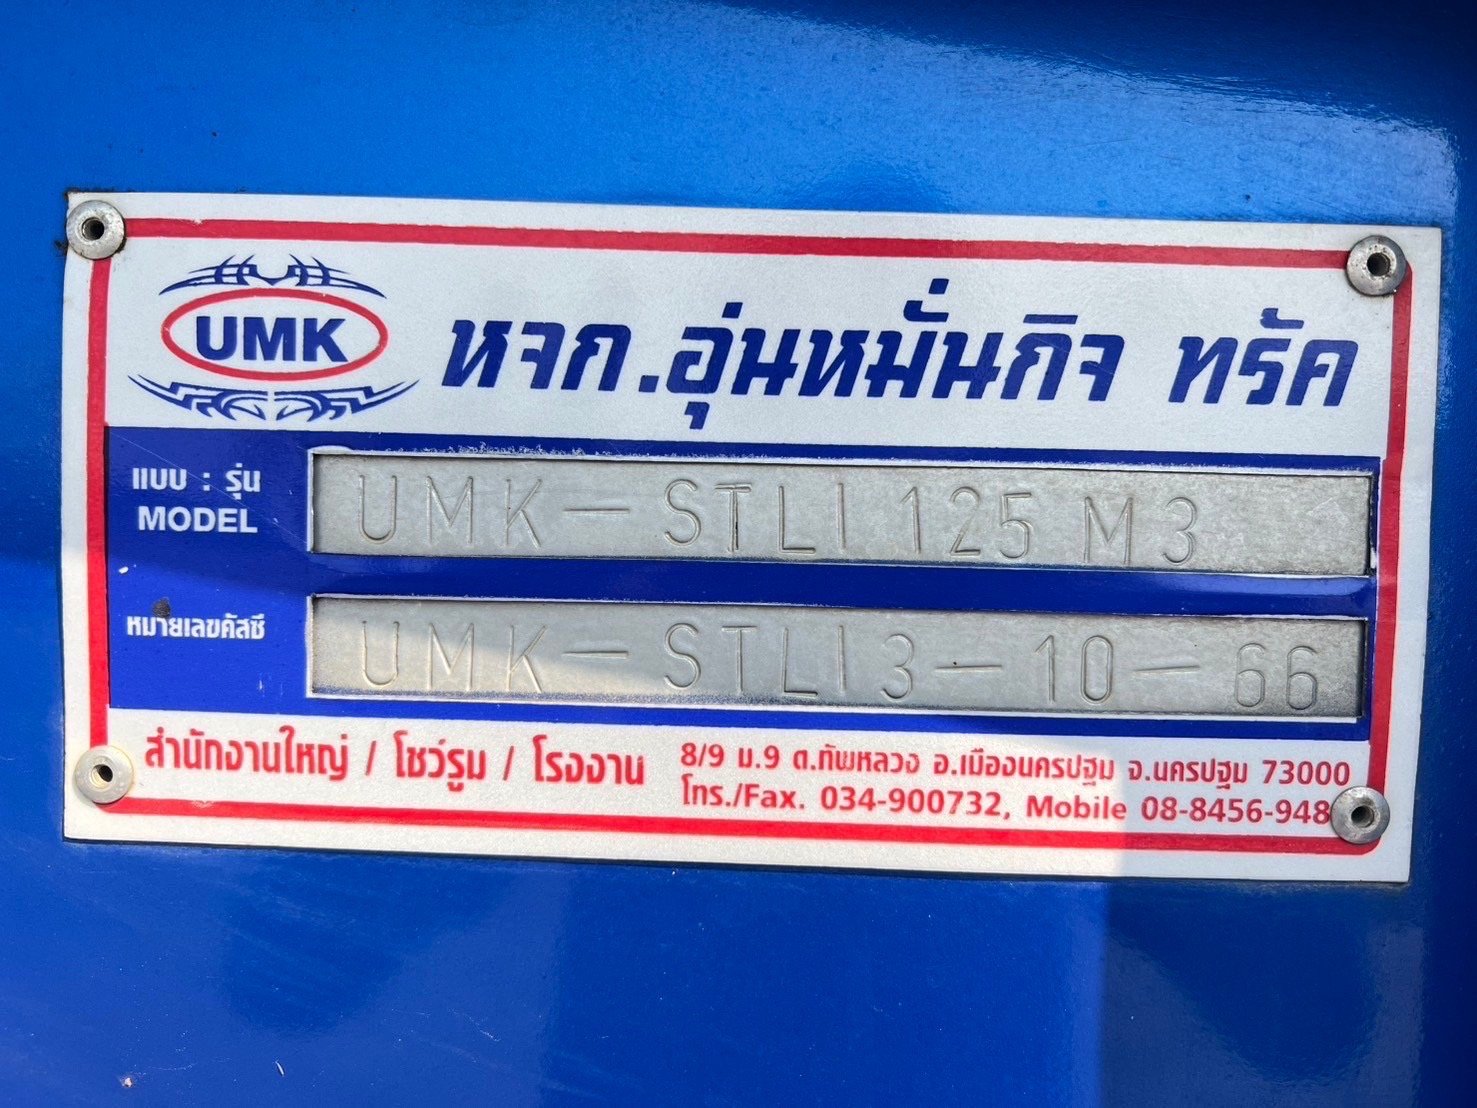 UMK
หจก.อุ่นหมั่นกิจ ทรัค
แบบ : รุ่น
MODEL
UMK-STLI 125 M3
หมายเลขคัสซี
UMK-STLI3-10-66
สำนักงานใหญ่ / โชว์รูม / โรงงาน
8/9 ม.9 ต.ทัพหลวง อ.เมืองนครปฐม จ.นครปฐม 73000
โทร./Fax. 034-900732, Mobile 08-8456-948